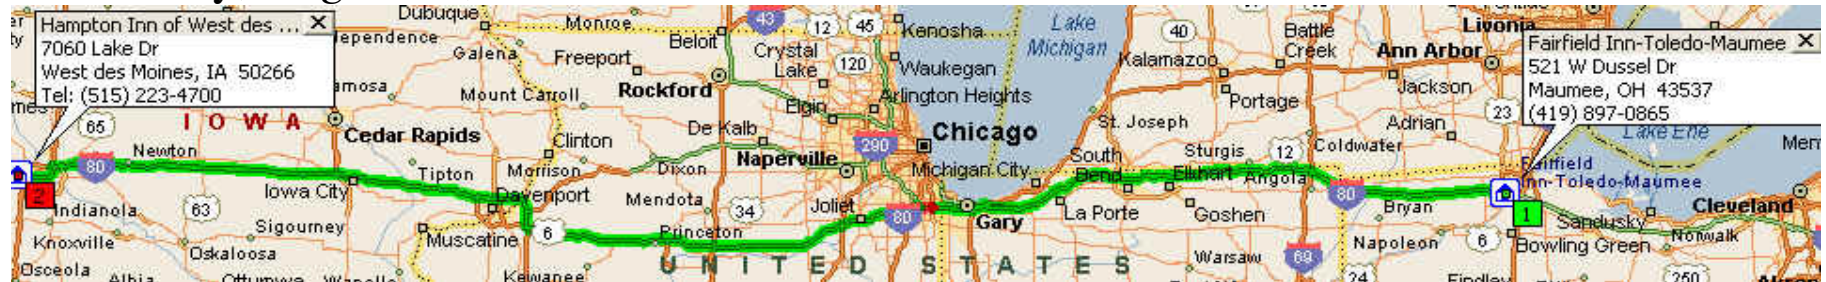 Hampton Inn of West des ...
7060 Lake Dr
West des Moines, IA 50266
Tel: (515) 223-4700
Fairfield Inn-Toledo-Maumee
521 W Dussel Dr
Maumee, OH 43537
(419) 897-0865
Dubuque
Monroe
43
12
45
Kenosha
Lake
Michigan
40
Battle
Creek
Livonia
Ann Arbor
Beloit
Galena
Freeport
Crystal
Lake
120
Waukegan
Kalamazoo
Jackson
Rockford
Mount Carroll
Elgin
Arlington Heights
Portage
23
65
IOWA
Cedar Rapids
Clinton
De Kalb
290
Chicago
St. Joseph
Adrian
Lake Erie
Newton
80
Tipton
Morrison
Dixon
Naperville
Michigan City
South
Bend
Sturgis
12
Coldwater
Fairfield
Inn-Toledo-Maumee
2
Iowa City
Davenport
Mendota
34
Joliet
80
Gary
La Porte
Elkhart
Angola
80
Bryan
1
Sandusky
Cleveland
Indianola
63
Sigourney
Muscatine
6
Princeton
Goshen
Napoleon
6
Bowling Green
Norwalk
Knoxville
Oskaloosa
Kewanee
UNITED STATES
Warsaw
69
24
Findlay
250
Osceola
Albia
Ottumwa